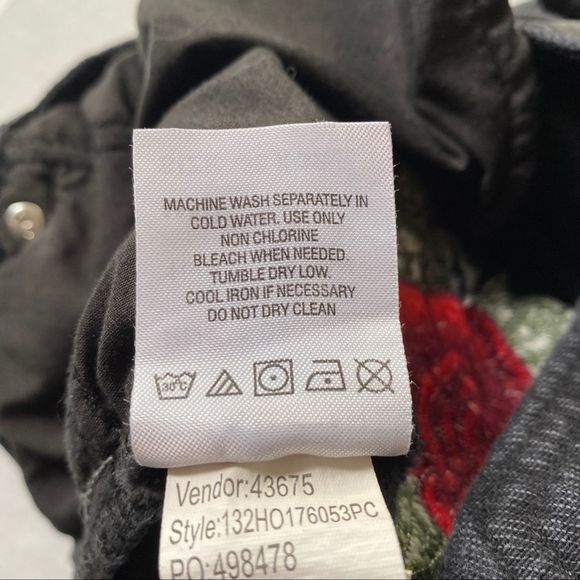 MACHINE WASH SEPARATELY IN
COLD WATER. USE ONLY
NON CHLORINE
BLEACH WHEN NEEDED.
TUMBLE DRY LOW.
COOL IRON IF NECESSARY
DO NOT DRY CLEAN
30°C
Vendor:43675
Style:132HO176053PC
PO:498478